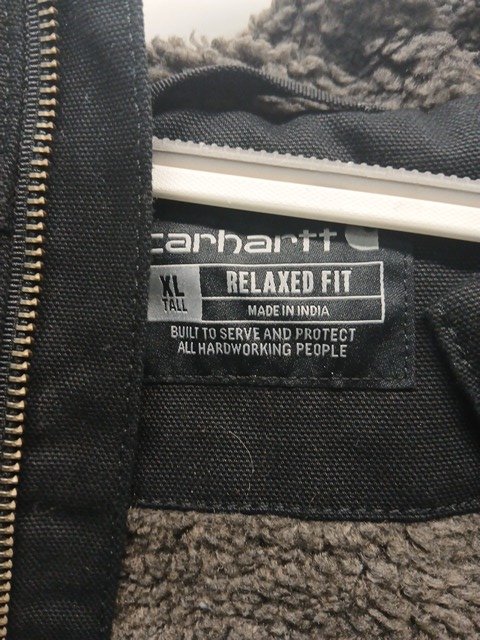 carhartt
XL
TALL
RELAXED FIT
MADE IN INDIA
BUILT TO SERVE AND PROTECT
ALL HARDWORKING PEOPLE